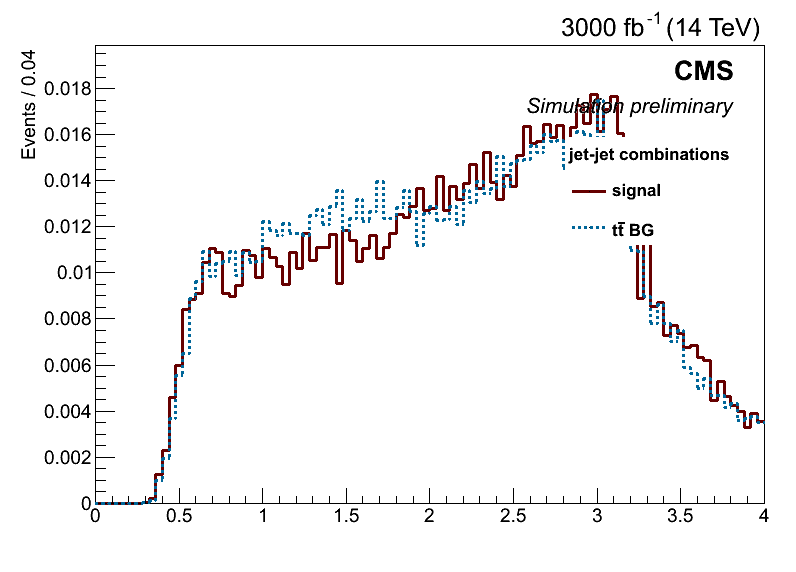 3000 fb⁻¹ (14 TeV)
Events / 0.04
CMS
Simulation preliminary
jet-jet combinations
signal
tt̄ BG
0.018
0.016
0.014
0.012
0.01
0.008
0.006
0.004
0.002
0
0 0.5 1 1.5 2 2.5 3 3.5 4